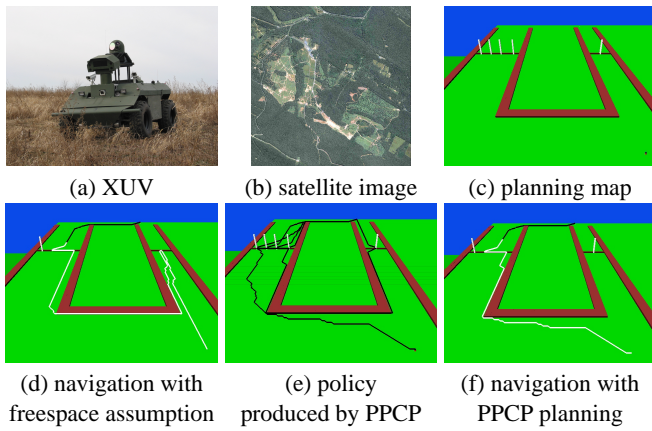 (a) XUV
(b) satellite image
(c) planning map
(d) navigation with
freespace assumption
(e) policy
produced by PPCP
(f) navigation with
PPCP planning